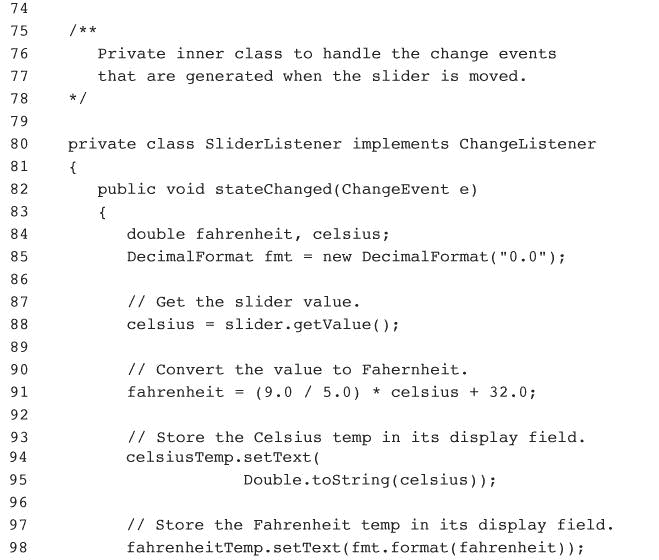 74
75 /**
76 Private inner class to handle the change events
77 that are generated when the slider is moved.
78 */
79
80 private class SliderListener implements ChangeListener
81 {
82 public void stateChanged(ChangeEvent e)
83 {
84 double fahrenheit, celsius;
85 DecimalFormat fmt = new DecimalFormat("0.0");
86
87 // Get the slider value.
88 celsius = slider.getValue();
89
90 // Convert the value to Fahernheit.
91 fahrenheit = (9.0 / 5.0) * celsius + 32.0;
92
93 // Store the Celsius temp in its display field.
94 celsiusTemp.setText(
95 Double.toString(celsius));
96
97 // Store the Fahrenheit temp in its display field.
98 fahrenheitTemp.setText(fmt.format(fahrenheit));